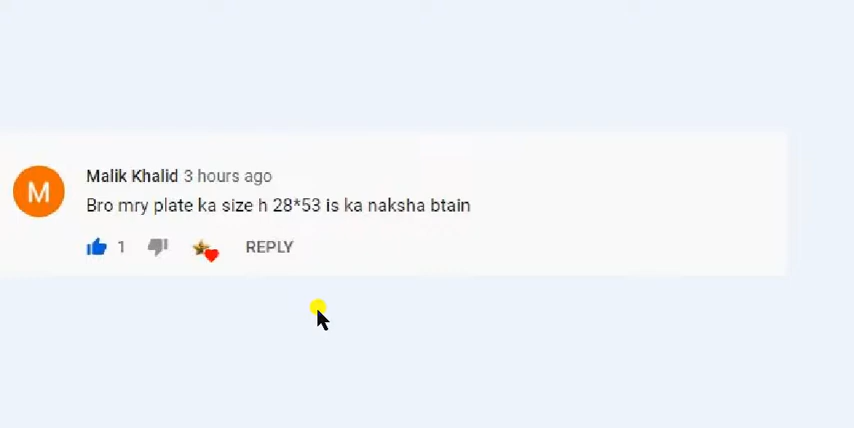 M
Malik Khalid 3 hours ago
Bro mry plate ka size h 28*53 is ka naksha btain
1 REPLY